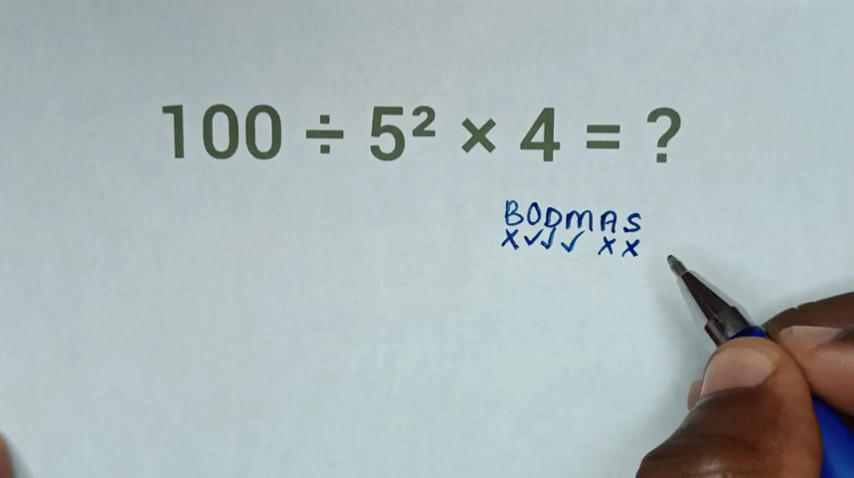 100 ÷ 5² × 4 = ?
BODMAS
x✓✓✓xx